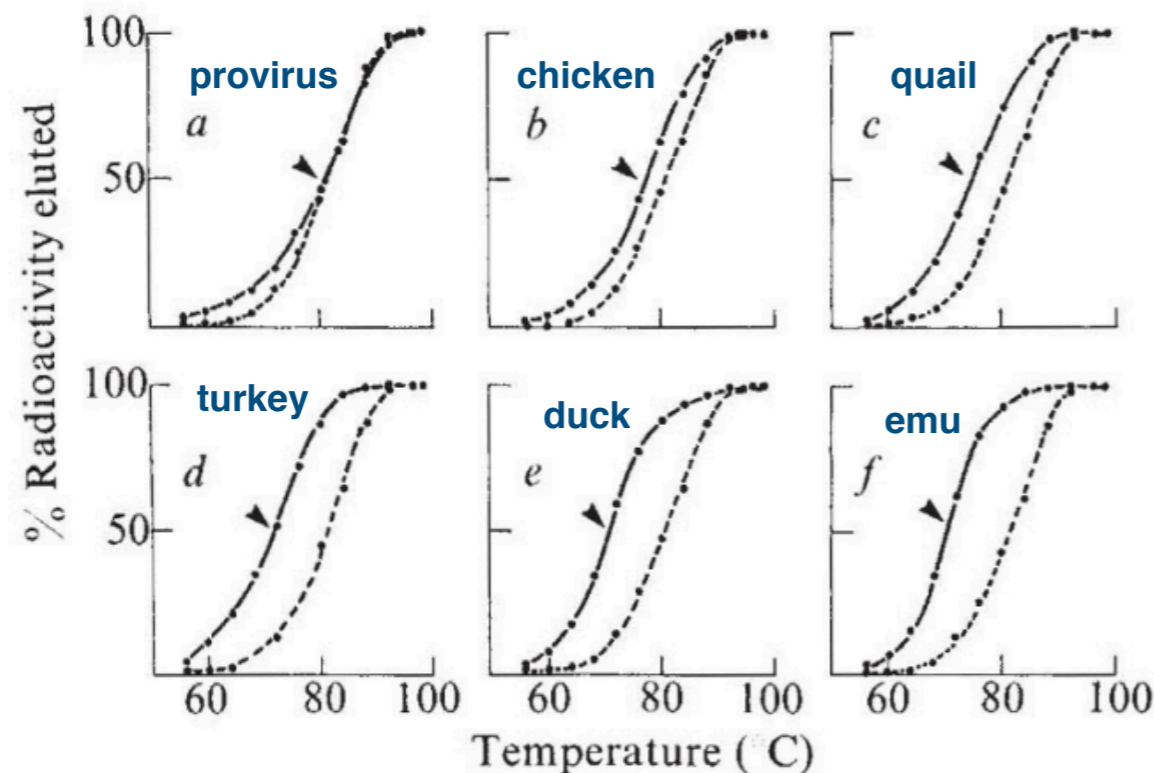 % Radioactivity eluted
100
50
provirus
a
chicken
b
quail
c
100
50
turkey
d
duck
e
emu
f
60 80 100
60 80 100
60 80 100
Temperature (°C)